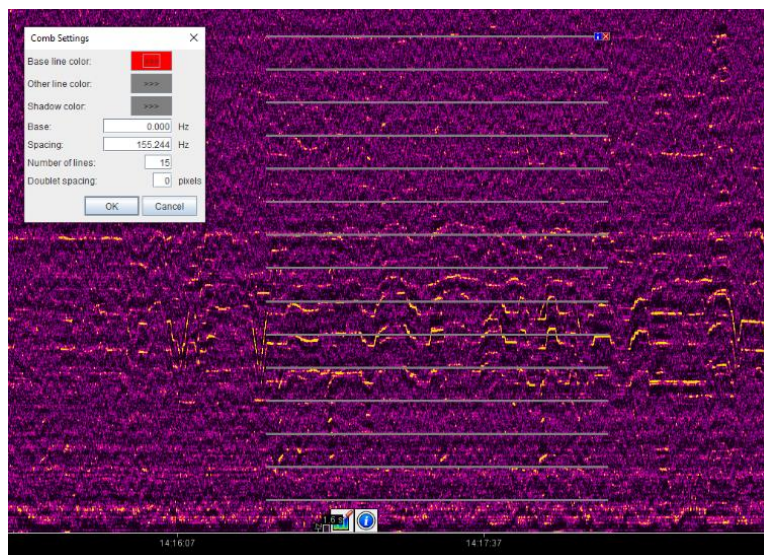 Comb Settings
Base line color: >>>
Other line color: >>>
Shadow color: >>>
Base: 0.000 Hz
Spacing: 155.244 Hz
Number of lines: 15
Doublet spacing: 0 pixels
OK Cancel
14:16:07 14:17:37